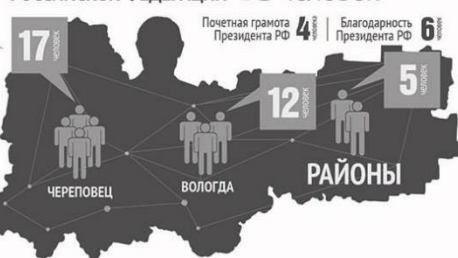 Почетная грамота
Президента РФ 4 человека
Благодарность
Президента РФ 6 человек
17 человек
12 человек
5 человек
ЧЕРЕПОВЕЦ
ВОЛОГДА
РАЙОНЫ